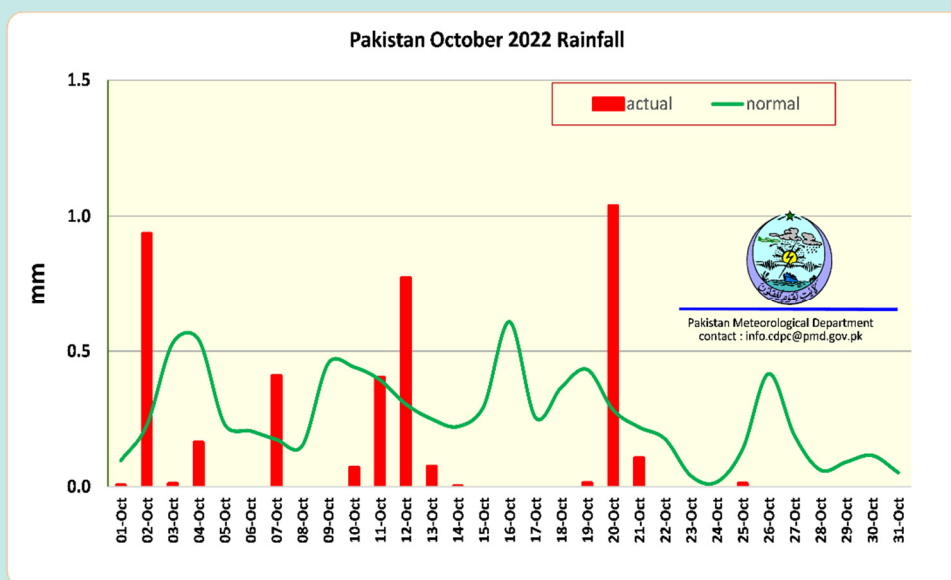 Pakistan October 2022 Rainfall
1.5
1.0
0.5
0.0
mm
actual
normal
Pakistan Meteorological Department
contact : info.cdpc@pmd.gov.pk
01-Oct
02-Oct
03-Oct
04-Oct
05-Oct
06-Oct
07-Oct
08-Oct
09-Oct
10-Oct
11-Oct
12-Oct
13-Oct
14-Oct
15-Oct
16-Oct
17-Oct
18-Oct
19-Oct
20-Oct
21-Oct
22-Oct
23-Oct
24-Oct
25-Oct
26-Oct
27-Oct
28-Oct
29-Oct
30-Oct
31-Oct